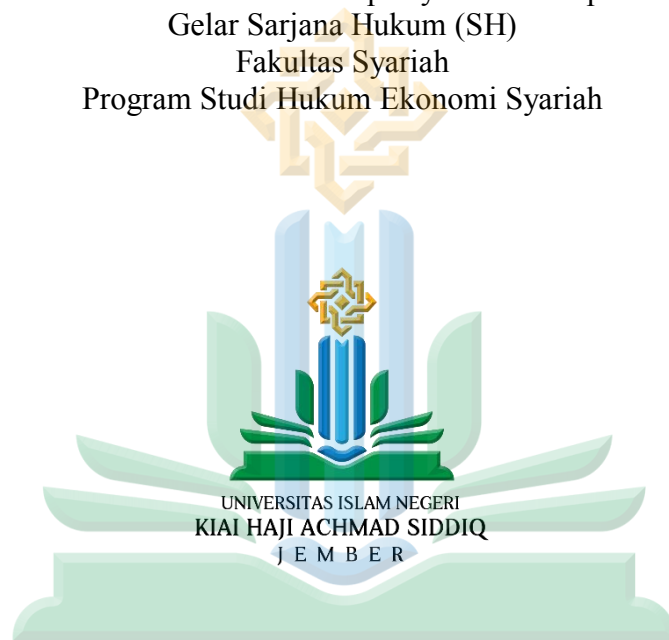 Gelar Sarjana Hukum (SH)
Fakultas Syariah
Program Studi Hukum Ekonomi Syariah
UNIVERSITAS ISLAM NEGERI
KIAI HAJI ACHMAD SIDDIQ
J E M B E R